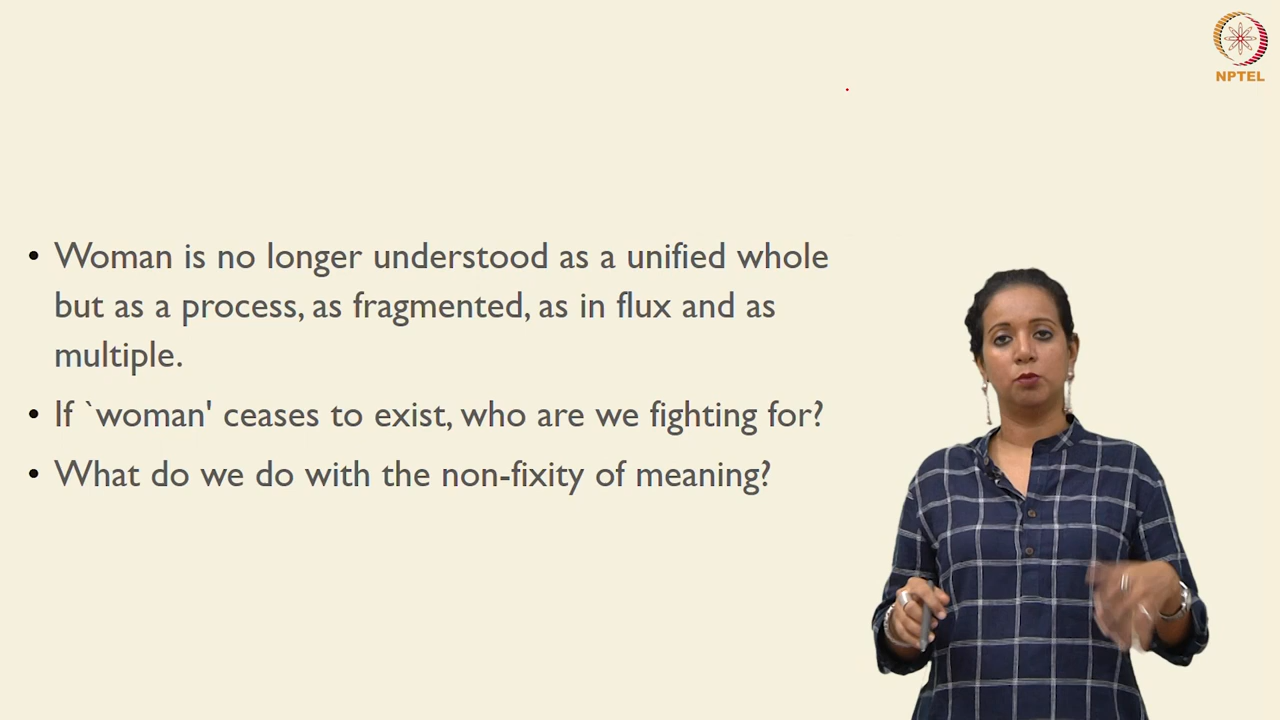 NPTEL
• Woman is no longer understood as a unified whole
but as a process, as fragmented, as in flux and as
multiple.
• If `woman' ceases to exist, who are we fighting for?
• What do we do with the non-fixity of meaning?